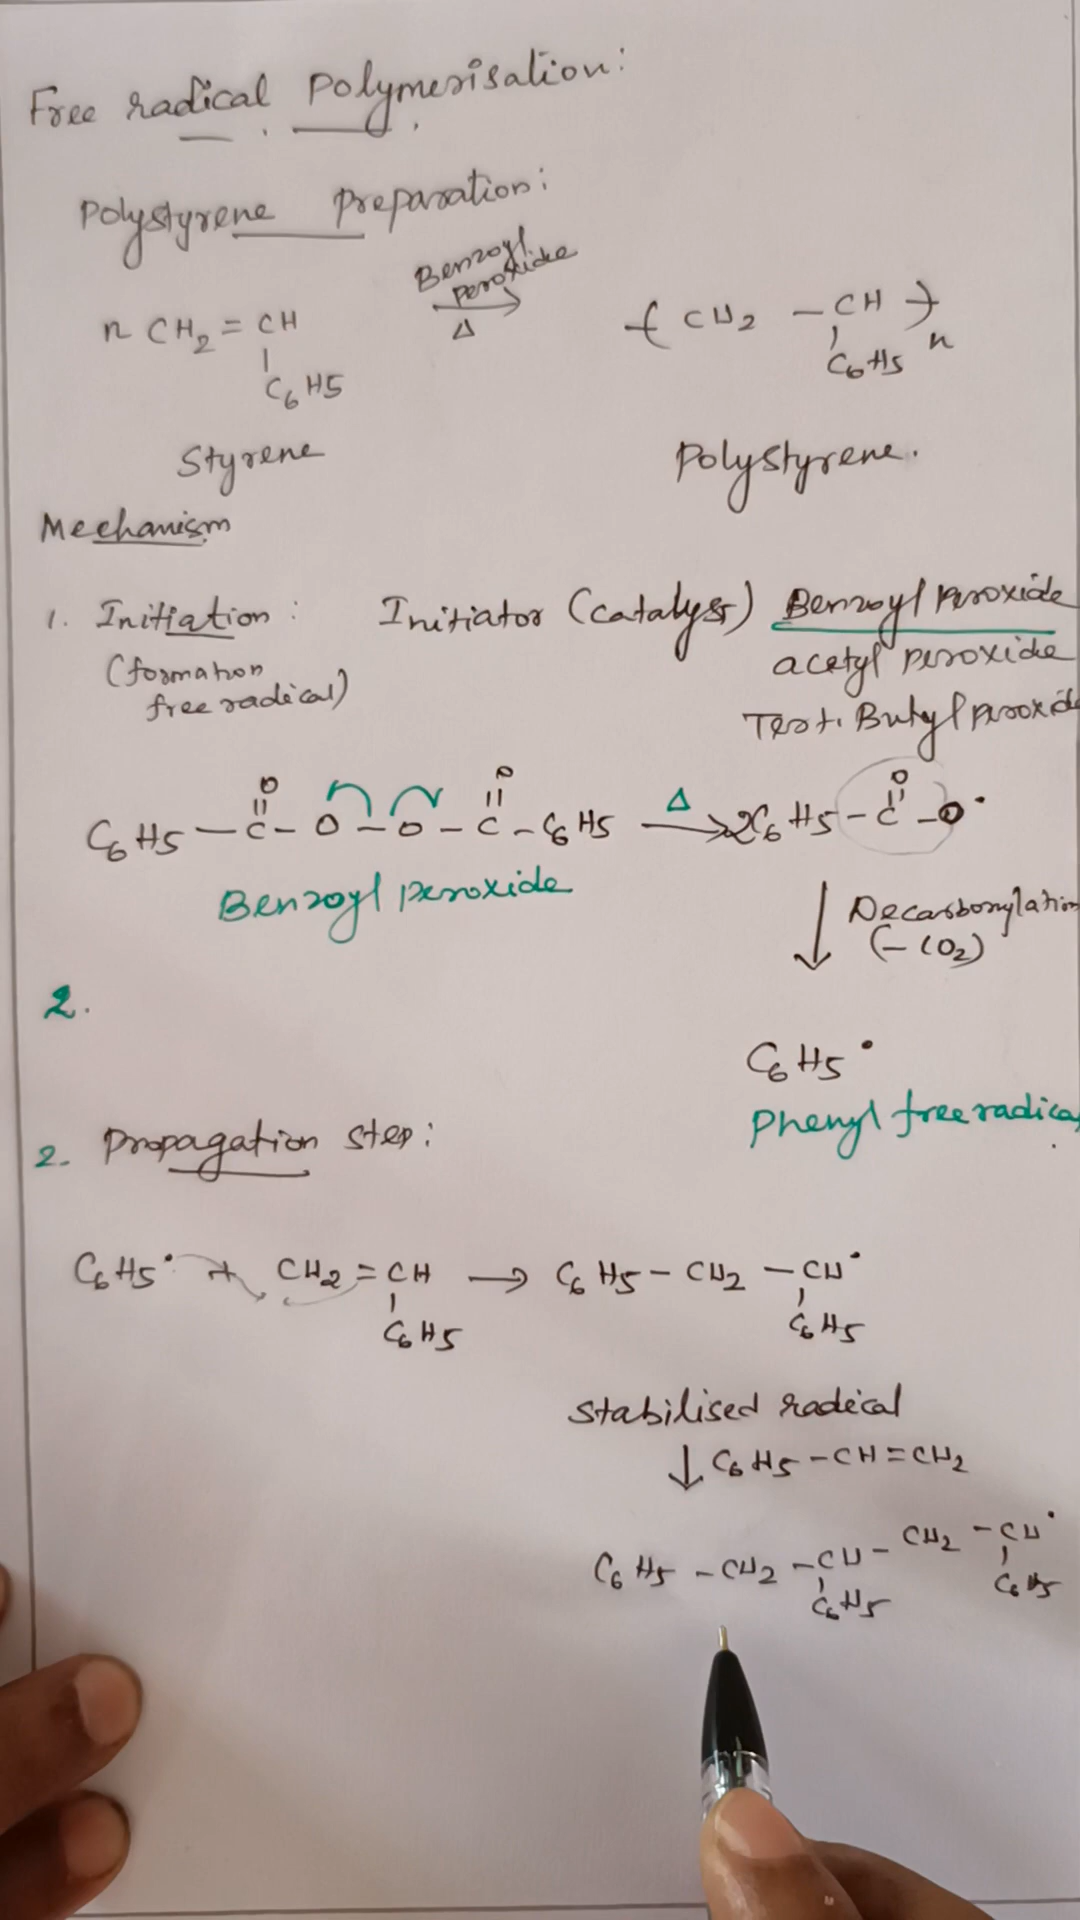 Free radical Polymerisation:
Polystyrene Preparation:
Benzoyl
peroxide
n CH2 = CH
Δ
( CH2 – CH )n
C6H5
C6H5
Styrene
Polystyrene.
Mechanism
1. Initiation : Initiator (catalyst) Benzoyl peroxide
(formation
free radical)
acetyl peroxide
Tert. Butyl peroxid
O O O
C6H5 – C – O – O – C – C6H5 Δ → 2C6H5 – C – O•
Benzoyl peroxide
↓ Decarbonylation
(– CO2)
2.
C6H5•
Phenyl free radica
2. Propagation step:
C6H5• + CH2 = CH → C6H5 – CH2 – CH•
C6H5 C6H5
Stabilised radical
↓ C6H5 – CH = CH2
C6H5 – CH2 – CH – CH2 – CH•
C6H5 C6H5